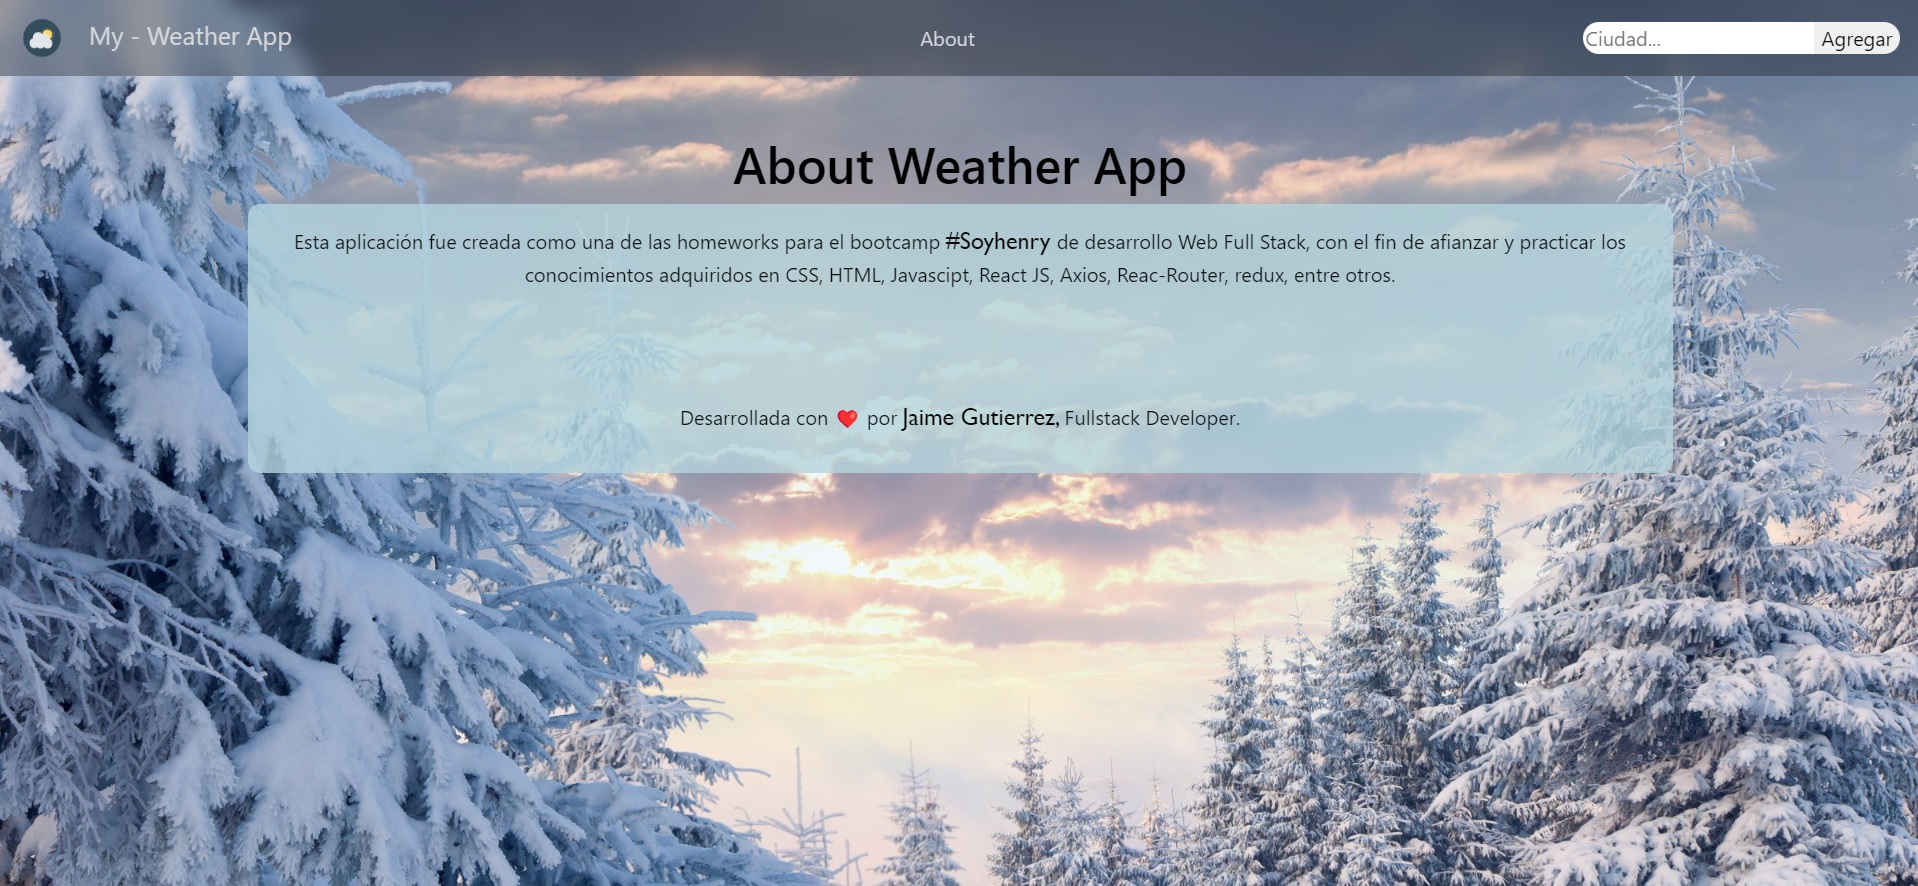 My - Weather App
About
Ciudad...
Agregar
About Weather App
Esta aplicación fue creada como una de las homeworks para el bootcamp #Soyhenry de desarrollo Web Full Stack, con el fin de afianzar y practicar los
conocimientos adquiridos en CSS, HTML, Javascipt, React JS, Axios, Reac-Router, redux, entre otros.
Desarrollada con ❤️ por Jaime Gutierrez, Fullstack Developer.